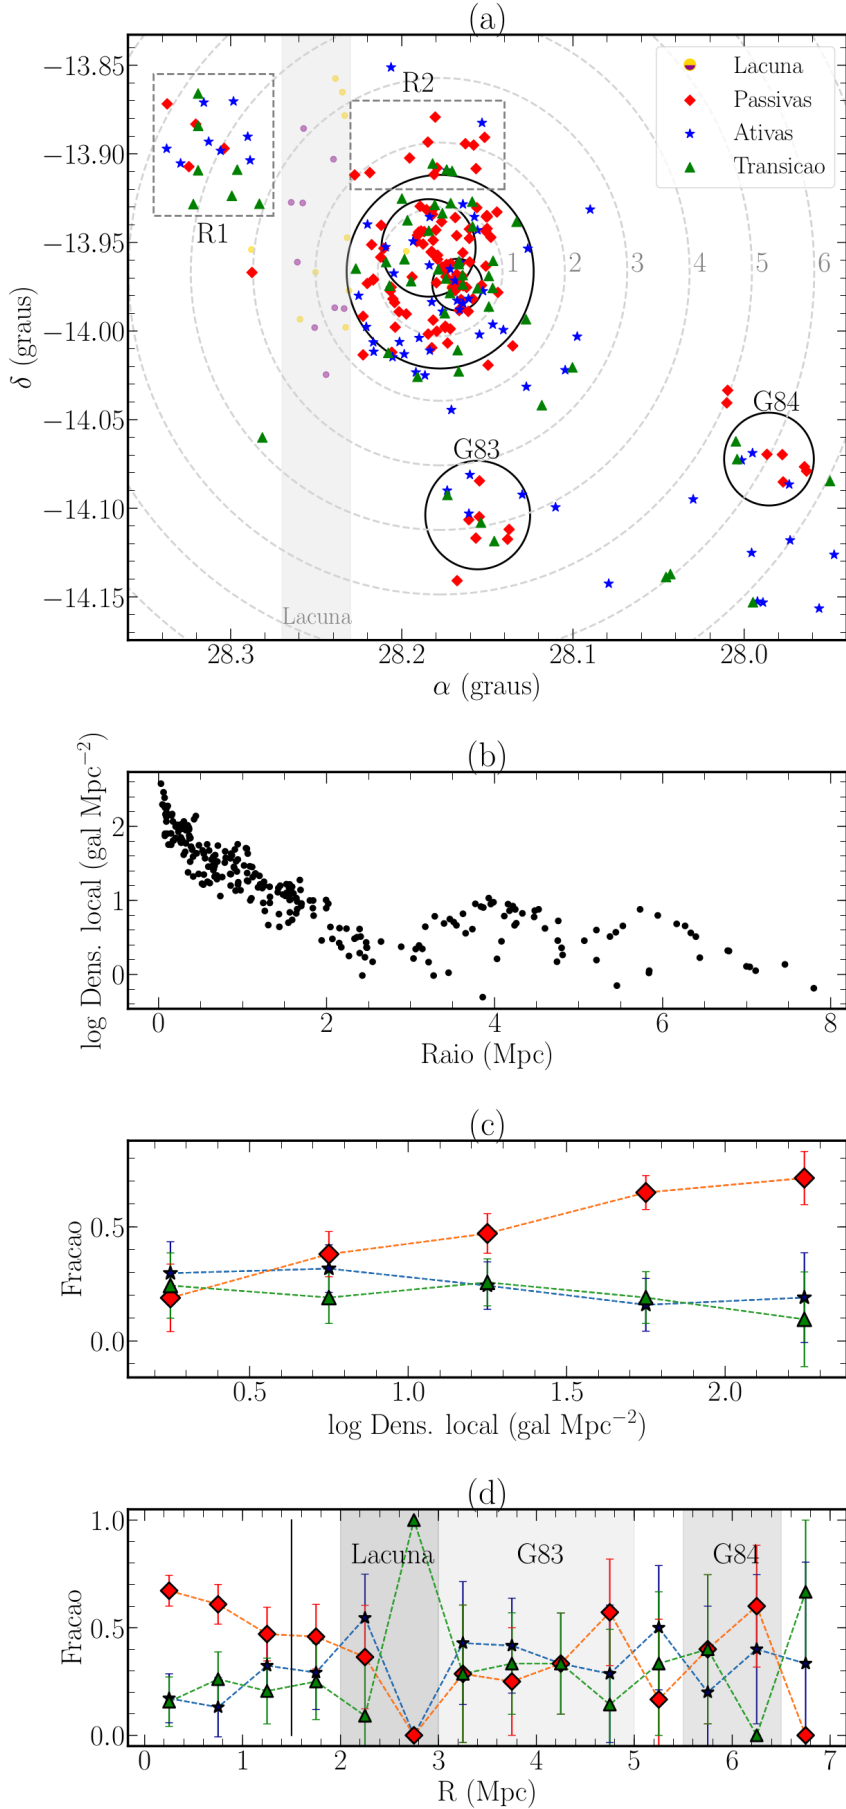 (a)
−13.85
−13.90
−13.95
−14.00
−14.05
−14.10
−14.15
δ (graus)
R2
R1
Lacuna
Passivas
Ativas
Transicao
1 2 3 4 5 6
G84
G83
Lacuna
28.3 28.2 28.1 28.0
α (graus)
(b)
log Dens. local (gal Mpc⁻²)
2
1
0
0 2 4 6 8
Raio (Mpc)
(c)
Fracao
0.5
0.0
0.5 1.0 1.5 2.0
log Dens. local (gal Mpc⁻²)
(d)
Fracao
1.0
0.5
0.0
Lacuna G83 G84
0 1 2 3 4 5 6 7
R (Mpc)